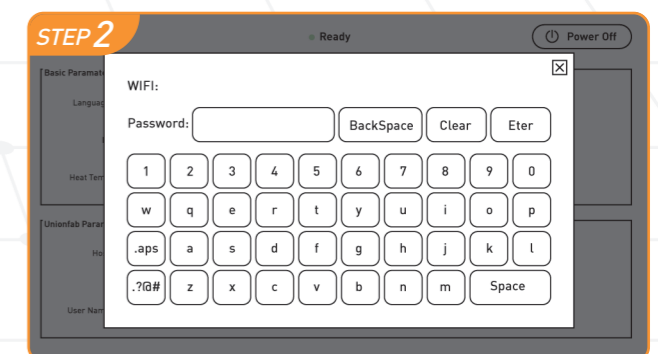 STEP 2
Ready
Power Off
Basic Paramat
WIFI:
Languag
Password:
BackSpace
Clear
Eter
Heat Tem
1 2 3 4 5 6 7 8 9 0
w q e r t y u i o p
Unionfab Parar
.aps a s d f g h j k l
Ho
.?@# z x c v b n m Space
User Nam